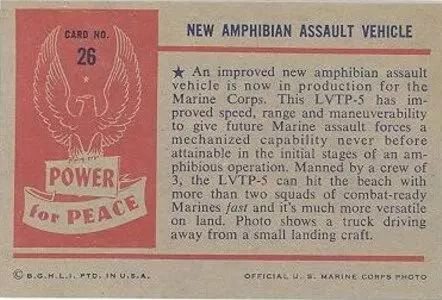 CARD NO.
26
POWER
for PEACE
NEW AMPHIBIAN ASSAULT VEHICLE
★ An improved new amphibian assault
vehicle is now in production for the
Marine Corps. This LVTP-5 has im-
proved speed, range and maneuverability
to give future Marine assault forces a
mechanized capability never before
attainable in the initial stages of an am-
phibious operation. Manned by a crew of
3, the LVTP-5 can hit the beach with
more than two squads of combat-ready
Marines fast and it's much more versatile
on land. Photo shows a truck driving
away from a small landing craft.
© B.G.H.L.I. PTD. IN U.S.A.
OFFICIAL U. S. MARINE CORPS PHOTO